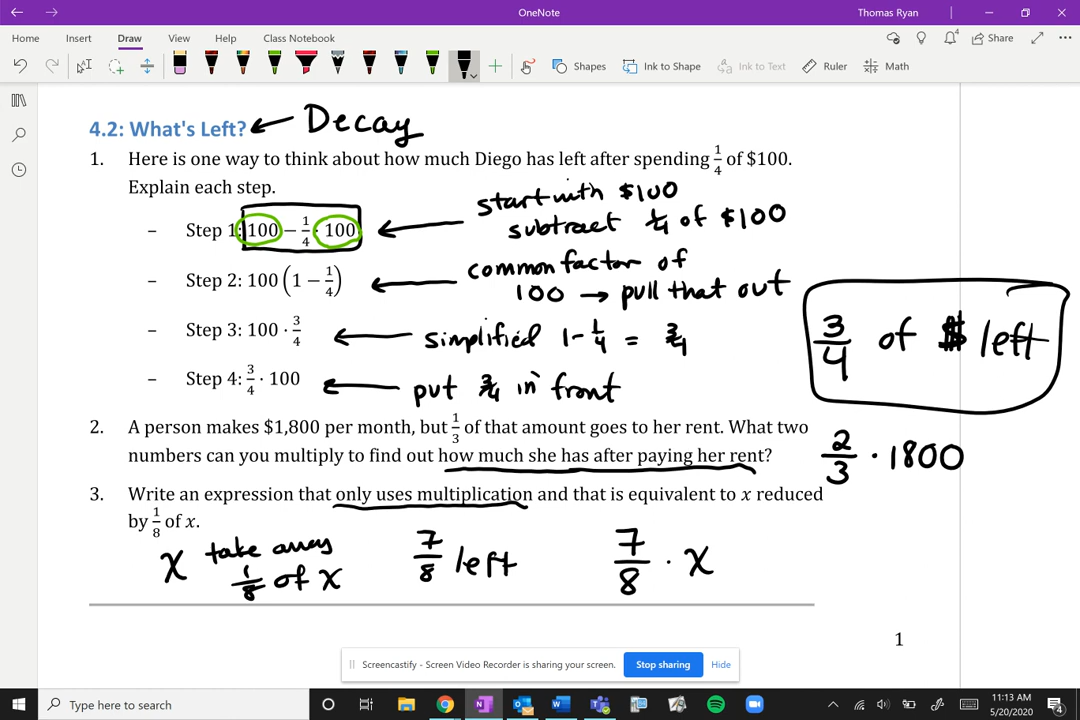 OneNote
Thomas Ryan
Home Insert Draw View Help Class Notebook
Share
Shapes Ink to Shape Ink to Text Ruler Math
4.2: What's Left? ← Decay
1. Here is one way to think about how much Diego has left after spending 1/4 of $100.
Explain each step.
start with $100
subtract 1/4 of $100
– Step 1: 100 − 1/4 · 100 ←
common factor of
100 → pull that out
– Step 2: 100 (1 − 1/4) ←
– Step 3: 100 · 3/4 ← simplified 1 - 1/4 = 3/4
3/4 of $ left
– Step 4: 3/4 · 100 ← put 3/4 in front
2. A person makes $1,800 per month, but 1/3 of that amount goes to her rent. What two
numbers can you multiply to find out how much she has after paying her rent?
2/3 · 1800
3. Write an expression that only uses multiplication and that is equivalent to x reduced
by 1/8 of x.
x take away
1/8 of x
7/8 left
7/8 · x
1
Screencastify - Screen Video Recorder is sharing your screen. Stop sharing Hide
Type here to search
11:13 AM
5/20/2020
4